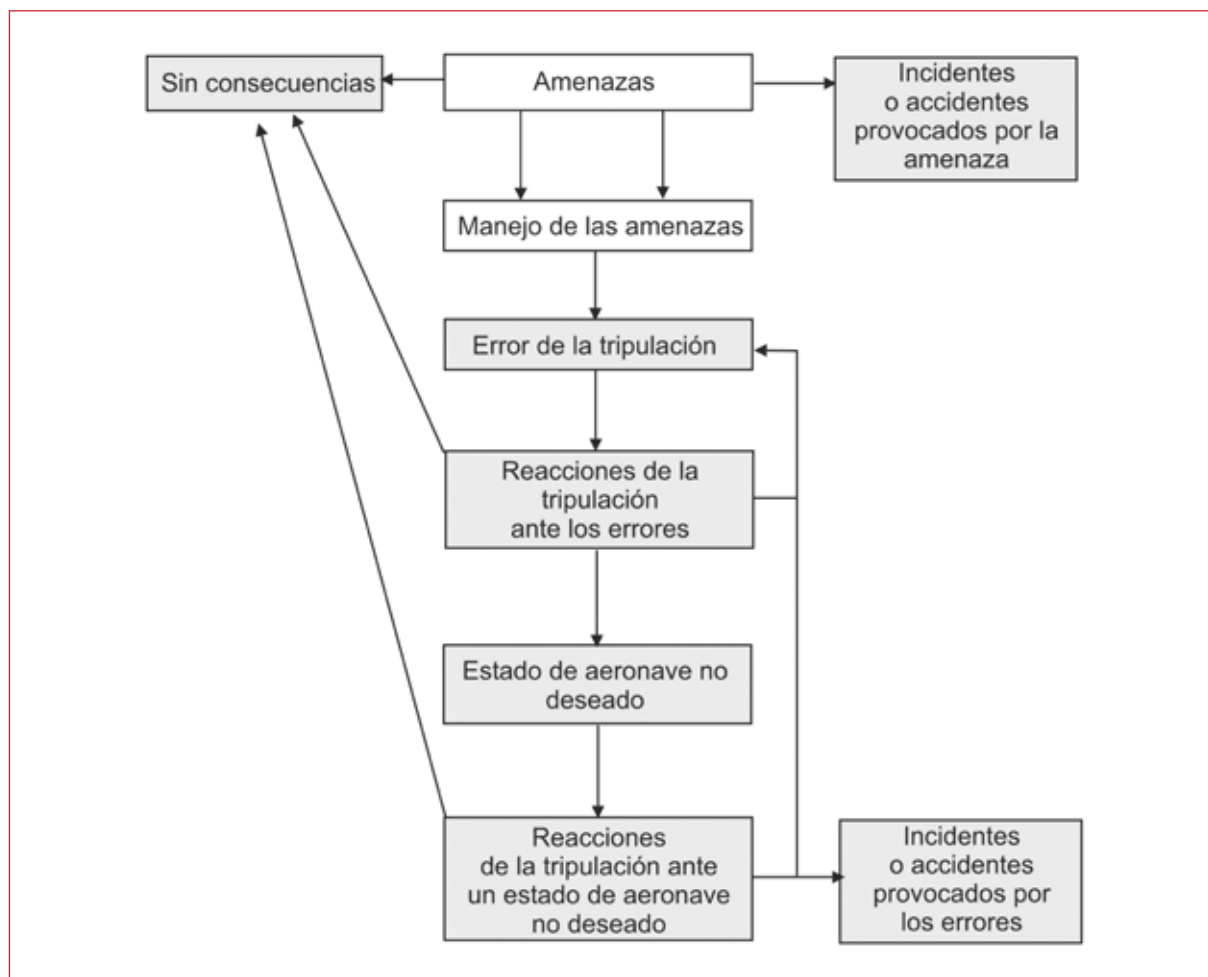 Sin consecuencias
Amenazas
Incidentes
o accidentes
provocados por la
amenaza
Manejo de las amenazas
Error de la tripulación
Reacciones de la
tripulación
ante los errores
Estado de aeronave no
deseado
Reacciones
de la tripulación ante
un estado de aeronave
no deseado
Incidentes
o accidentes
provocados por
los errores